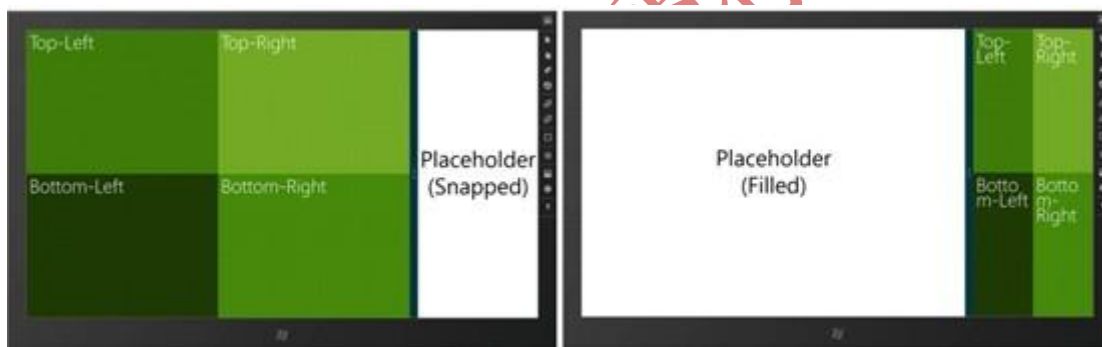 Top-Left
Top-Right
Bottom-Left
Bottom-Right
Placeholder
(Snapped)
Placeholder
(Filled)
Top-
Left
Top-
Right
Botto
m-Left
Botto
m-
Right